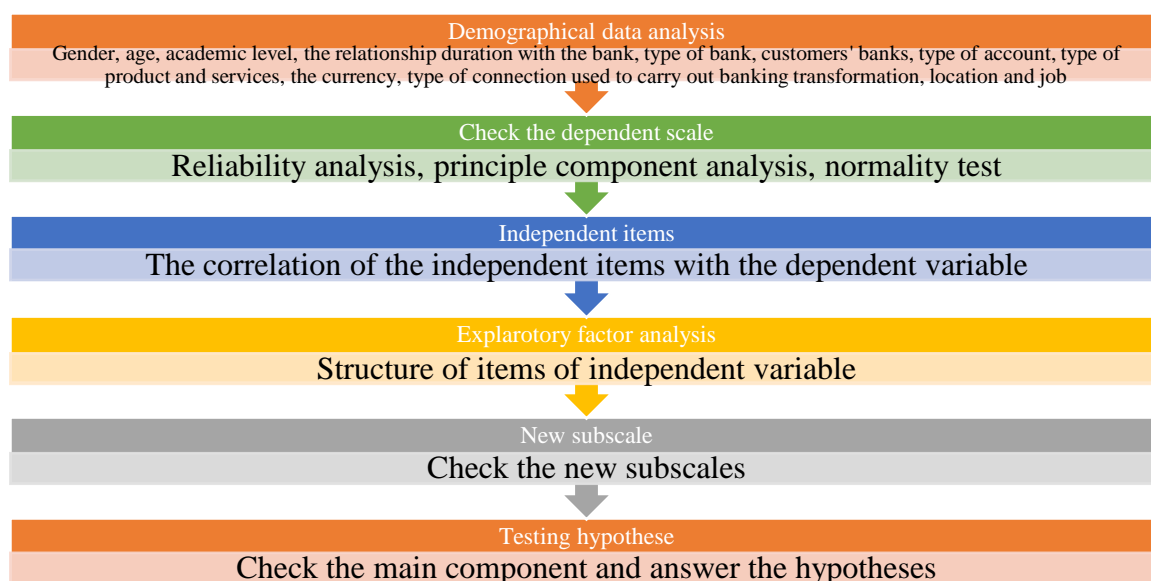 Demographical data analysis
Gender, age, academic level, the relationship duration with the bank, type of bank, customers' banks, type of account, type of
product and services, the currency, type of connection used to carry out banking transformation, location and job
Check the dependent scale
Reliability analysis, principle component analysis, normality test
Independent items
The correlation of the independent items with the dependent variable
Explarotory factor analysis
Structure of items of independent variable
New subscale
Check the new subscales
Testing hypothese
Check the main component and answer the hypotheses